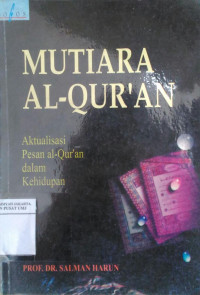 MUTIARA
AL-QUR'AN
Aktualisasi
Pesan al-Qur'an
dalam
Kehidupan
PROF. DR. SALMAN HARUN